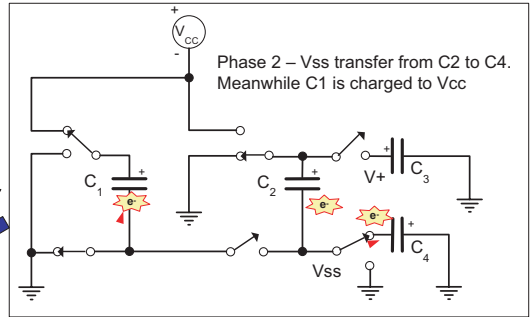 +
V CC
-
Phase 2 – Vss transfer from C2 to C4.
Meanwhile C1 is charged to Vcc
+
C1
e-
+
C2
e-
+
V+
C3
e-
+
C4
Vss